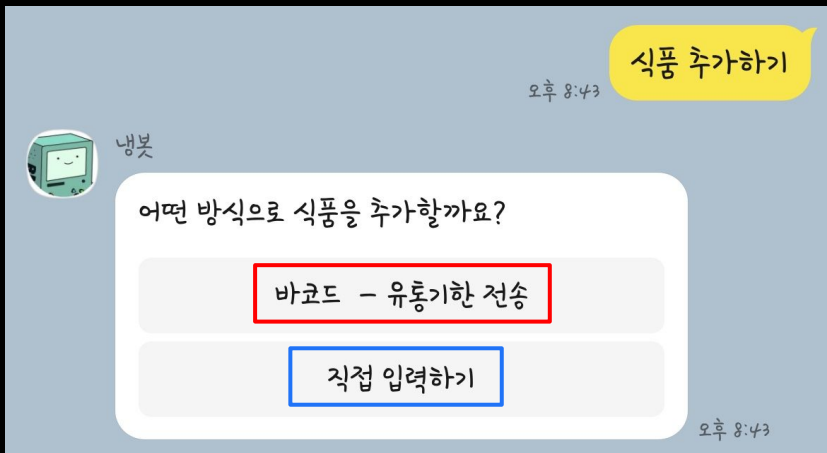 식품 추가하기
오후 8:43
냉봇
어떤 방식으로 식품을 추가할까요?
바코드 - 유통기한 전송
직접 입력하기
오후 8:43